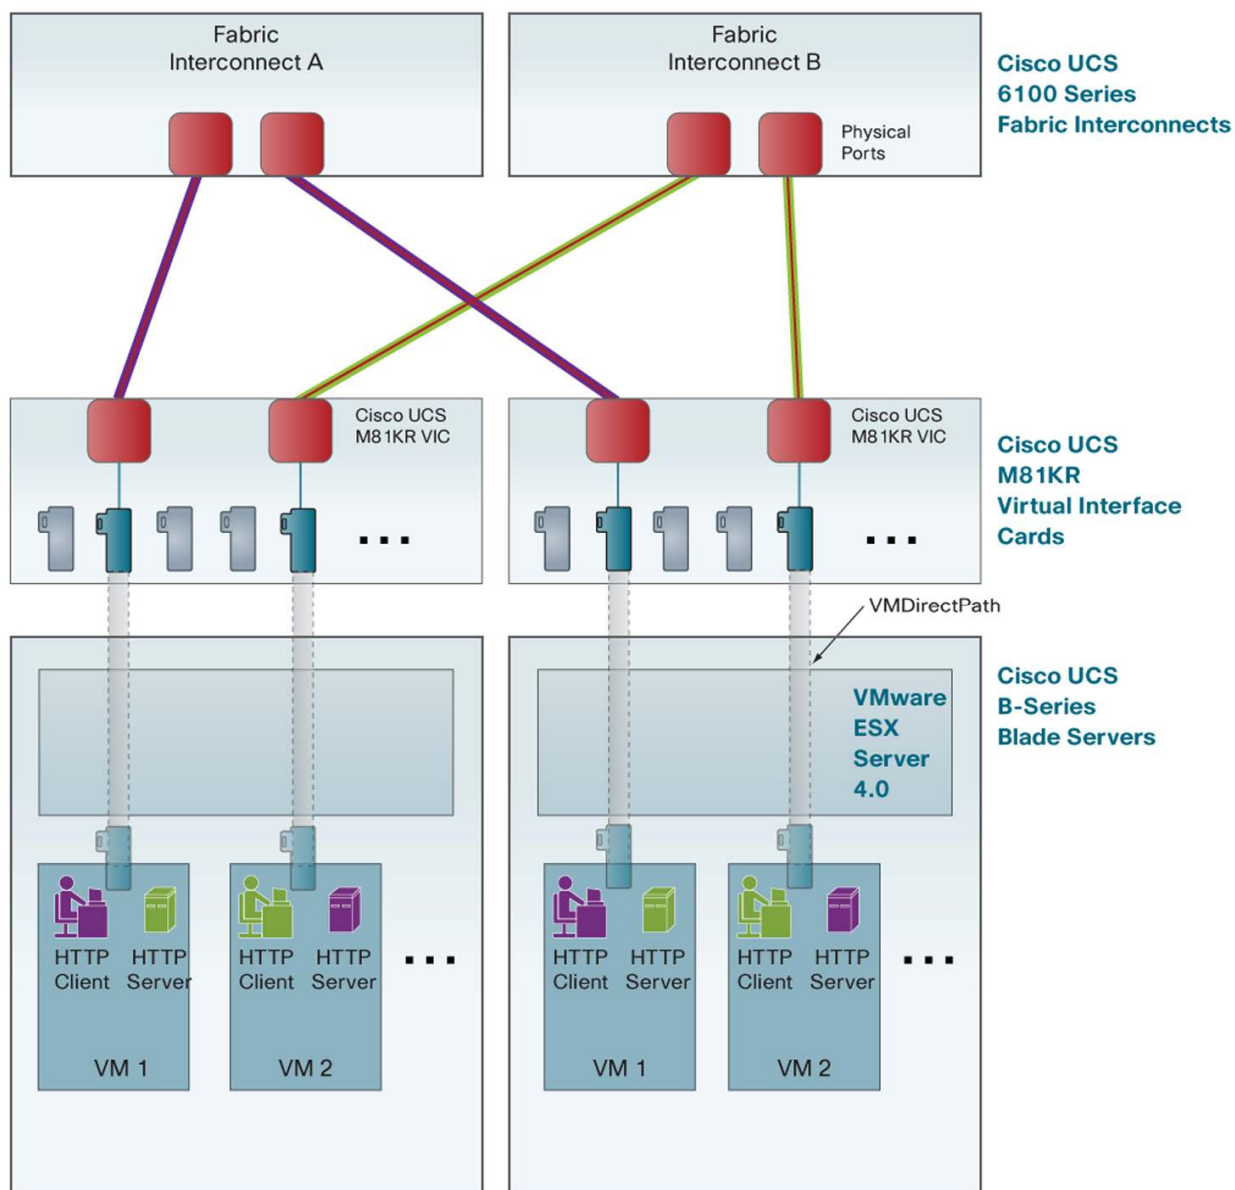 Fabric
Interconnect A
Fabric
Interconnect B
Physical
Ports
Cisco UCS
6100 Series
Fabric Interconnects
Cisco UCS
M81KR VIC
Cisco UCS
M81KR VIC
Cisco UCS
M81KR
Virtual Interface
Cards
VMDirectPath
VMware
ESX
Server
4.0
Cisco UCS
B-Series
Blade Servers
HTTP
Client
HTTP
Server
VM 1
HTTP
Client
HTTP
Server
VM 2
HTTP
Client
HTTP
Server
VM 1
HTTP
Client
HTTP
Server
VM 2